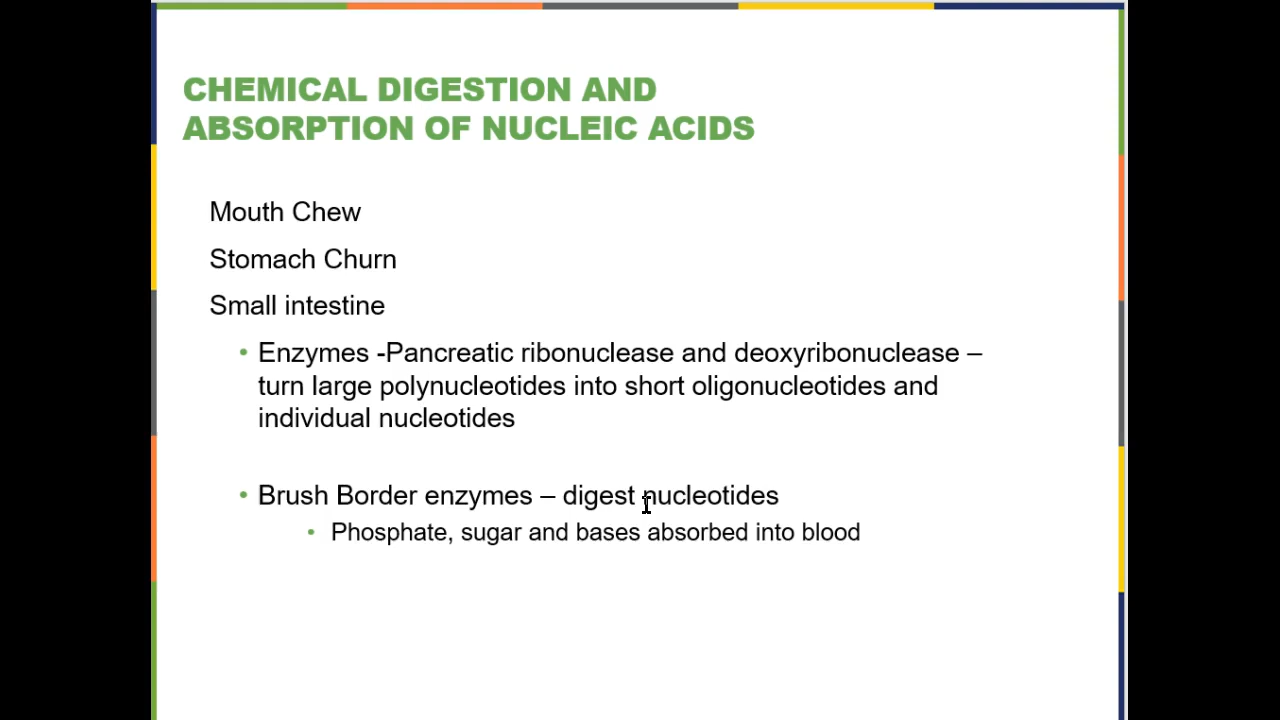 CHEMICAL DIGESTION AND
ABSORPTION OF NUCLEIC ACIDS
Mouth Chew
Stomach Churn
Small intestine
• Enzymes -Pancreatic ribonuclease and deoxyribonuclease –
turn large polynucleotides into short oligonucleotides and
individual nucleotides
• Brush Border enzymes – digest nucleotides
• Phosphate, sugar and bases absorbed into blood